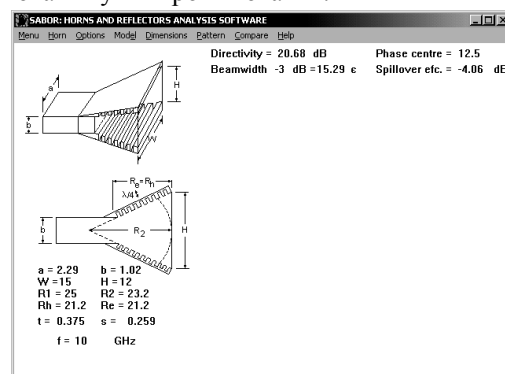 SABOR: HORNS AND REFLECTORS ANALYSIS SOFTWARE
Menu Horn Options Model Dimensions Pattern Compare Help
Directivity = 20.68 dB Phase centre = 12.5
Beamwidth -3 dB =15.29 ε Spillover efc. = -4.06 dE
a
H
b
W
Re=Rh
λ/4
b
R2
H
a = 2.29 b = 1.02
W =15 H = 12
R1 = 25 R2 = 23.2
Rh = 21.2 Re = 21.2
t = 0.375 s = 0.259
f = 10 GHz